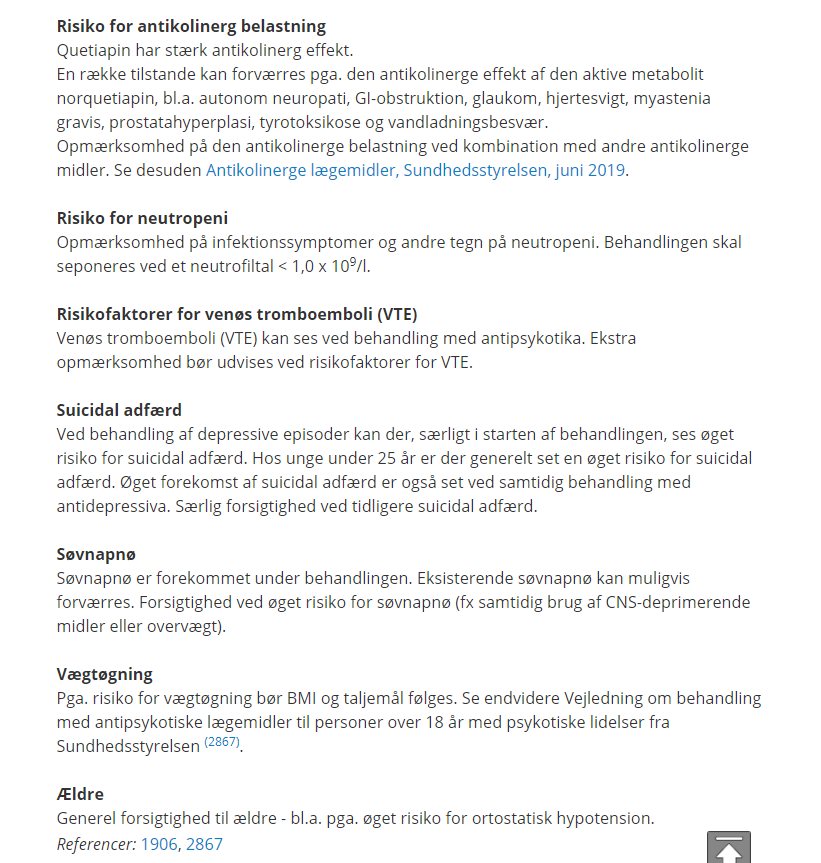 Risiko for antikolinerg belastning
Quetiapin har stærk antikolinerg effekt.
En række tilstande kan forværres pga. den antikolinerge effekt af den aktive metabolit
norquetiapin, bl.a. autonom neuropati, GI-obstruktion, glaukom, hjertesvigt, myastenia
gravis, prostatahyperplasi, tyrotoksikose og vandladningsbesvær.
Opmærksomhed på den antikolinerge belastning ved kombination med andre antikolinerge
midler. Se desuden Antikolinerge lægemidler, Sundhedsstyrelsen, juni 2019.
Risiko for neutropeni
Opmærksomhed på infektionssymptomer og andre tegn på neutropeni. Behandlingen skal
seponeres ved et neutrofiltal < 1,0 x 10⁹/l.
Risikofaktorer for venøs tromboemboli (VTE)
Venøs tromboemboli (VTE) kan ses ved behandling med antipsykotika. Ekstra
opmærksomhed bør udvises ved risikofaktorer for VTE.
Suicidal adfærd
Ved behandling af depressive episoder kan der, særligt i starten af behandlingen, ses øget
risiko for suicidal adfærd. Hos unge under 25 år er der generelt set en øget risiko for suicidal
adfærd. Øget forekomst af suicidal adfærd er også set ved samtidig behandling med
antidepressiva. Særlig forsigtighed ved tidligere suicidal adfærd.
Søvnapnø
Søvnapnø er forekommet under behandlingen. Eksisterende søvnapnø kan muligvis
forværres. Forsigtighed ved øget risiko for søvnapnø (fx samtidig brug af CNS-deprimerende
midler eller overvægt).
Vægtøgning
Pga. risiko for vægtøgning bør BMI og taljemål følges. Se endvidere Vejledning om behandling
med antipsykotiske lægemidler til personer over 18 år med psykotiske lidelser fra
Sundhedsstyrelsen (2867).
Ældre
Generel forsigtighed til ældre - bl.a. pga. øget risiko for ortostatisk hypotension.
Referencer: 1906, 2867